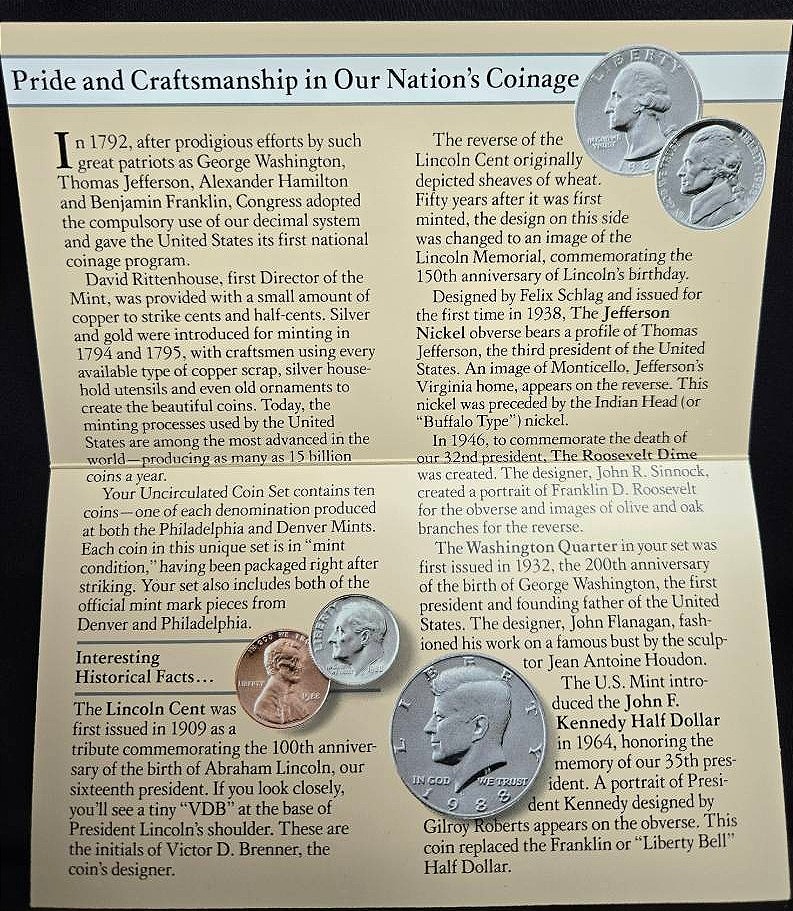 Pride and Craftsmanship in Our Nation's Coinage
In 1792, after prodigious efforts by such
great patriots as George Washington,
Thomas Jefferson, Alexander Hamilton
and Benjamin Franklin, Congress adopted
the compulsory use of our decimal system
and gave the United States its first national
coinage program.
David Rittenhouse, first Director of the
Mint, was provided with a small amount of
copper to strike cents and half-cents. Silver
and gold were introduced for minting in
1794 and 1795, with craftsmen using every
available type of copper scrap, silver house-
hold utensils and even old ornaments to
create the beautiful coins. Today, the
minting processes used by the United
States are among the most advanced in the
world—producing as many as 15 billion
coins a year.
Your Uncirculated Coin Set contains ten
coins—one of each denomination produced
at both the Philadelphia and Denver Mints.
Each coin in this unique set is in "mint
condition," having been packaged right after
striking. Your set also includes both of the
official mint mark pieces from
Denver and Philadelphia.
Interesting
Historical Facts...
The Lincoln Cent was
first issued in 1909 as a
tribute commemorating the 100th anniver-
sary of the birth of Abraham Lincoln, our
sixteenth president. If you look closely,
you'll see a tiny "VDB" at the base of
President Lincoln's shoulder. These are
the initials of Victor D. Brenner, the
coin's designer.
LIBERTY
1988
LIBERTY
The reverse of the
Lincoln Cent originally
depicted sheaves of wheat.
Fifty years after it was first
minted, the design on this side
was changed to an image of the
Lincoln Memorial, commemorating the
150th anniversary of Lincoln's birthday.
Designed by Felix Schlag and issued for
the first time in 1938, The Jefferson
Nickel obverse bears a profile of Thomas
Jefferson, the third president of the United
States. An image of Monticello, Jefferson's
Virginia home, appears on the reverse. This
nickel was preceded by the Indian Head (or
"Buffalo Type") nickel.
In 1946, to commemorate the death of
our 32nd president, The Roosevelt Dime
was created. The designer, John R. Sinnock,
created a portrait of Franklin D. Roosevelt
for the obverse and images of olive and oak
branches for the reverse.
The Washington Quarter in your set was
first issued in 1932, the 200th anniversary
of the birth of George Washington, the first
president and founding father of the United
States. The designer, John Flanagan, fash-
ioned his work on a famous bust by the sculp-
tor Jean Antoine Houdon.
The U.S. Mint intro-
duced the John F.
Kennedy Half Dollar
in 1964, honoring the
memory of our 35th pres-
ident. A portrait of Presi-
dent Kennedy designed by
Gilroy Roberts appears on the obverse. This
coin replaced the Franklin or "Liberty Bell"
Half Dollar.
LIBERTY
LIBERTY
IN GOD WE TRUST
1988